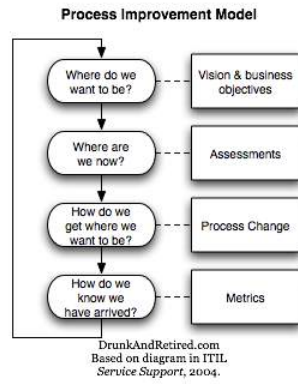 Process Improvement Model
Where do we
want to be?
Vision & business
objectives
Where are
we now?
Assessments
How do we
get where we
want to be?
Process Change
How do we
know we
have arrived?
Metrics
DrunkAndRetired.com
Based on diagram in ITIL
Service Support, 2004.